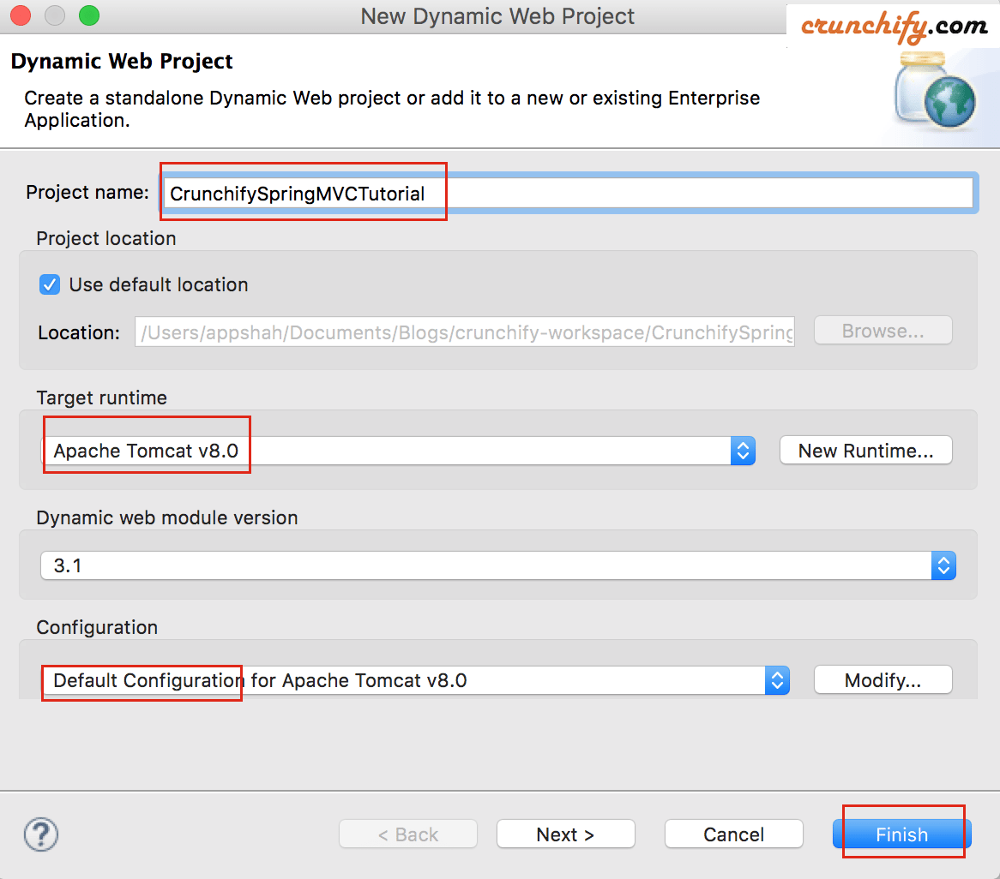 New Dynamic Web Project
crunchify.com
Dynamic Web Project
Create a standalone Dynamic Web project or add it to a new or existing Enterprise
Application.
Project name: CrunchifySpringMVCTutorial
Project location
Use default location
Location: /Users/appshah/Documents/Blogs/crunchify-workspace/CrunchifySpring Browse...
Target runtime
Apache Tomcat v8.0 New Runtime...
Dynamic web module version
3.1
Configuration
Default Configuration for Apache Tomcat v8.0 Modify...
? < Back Next > Cancel Finish